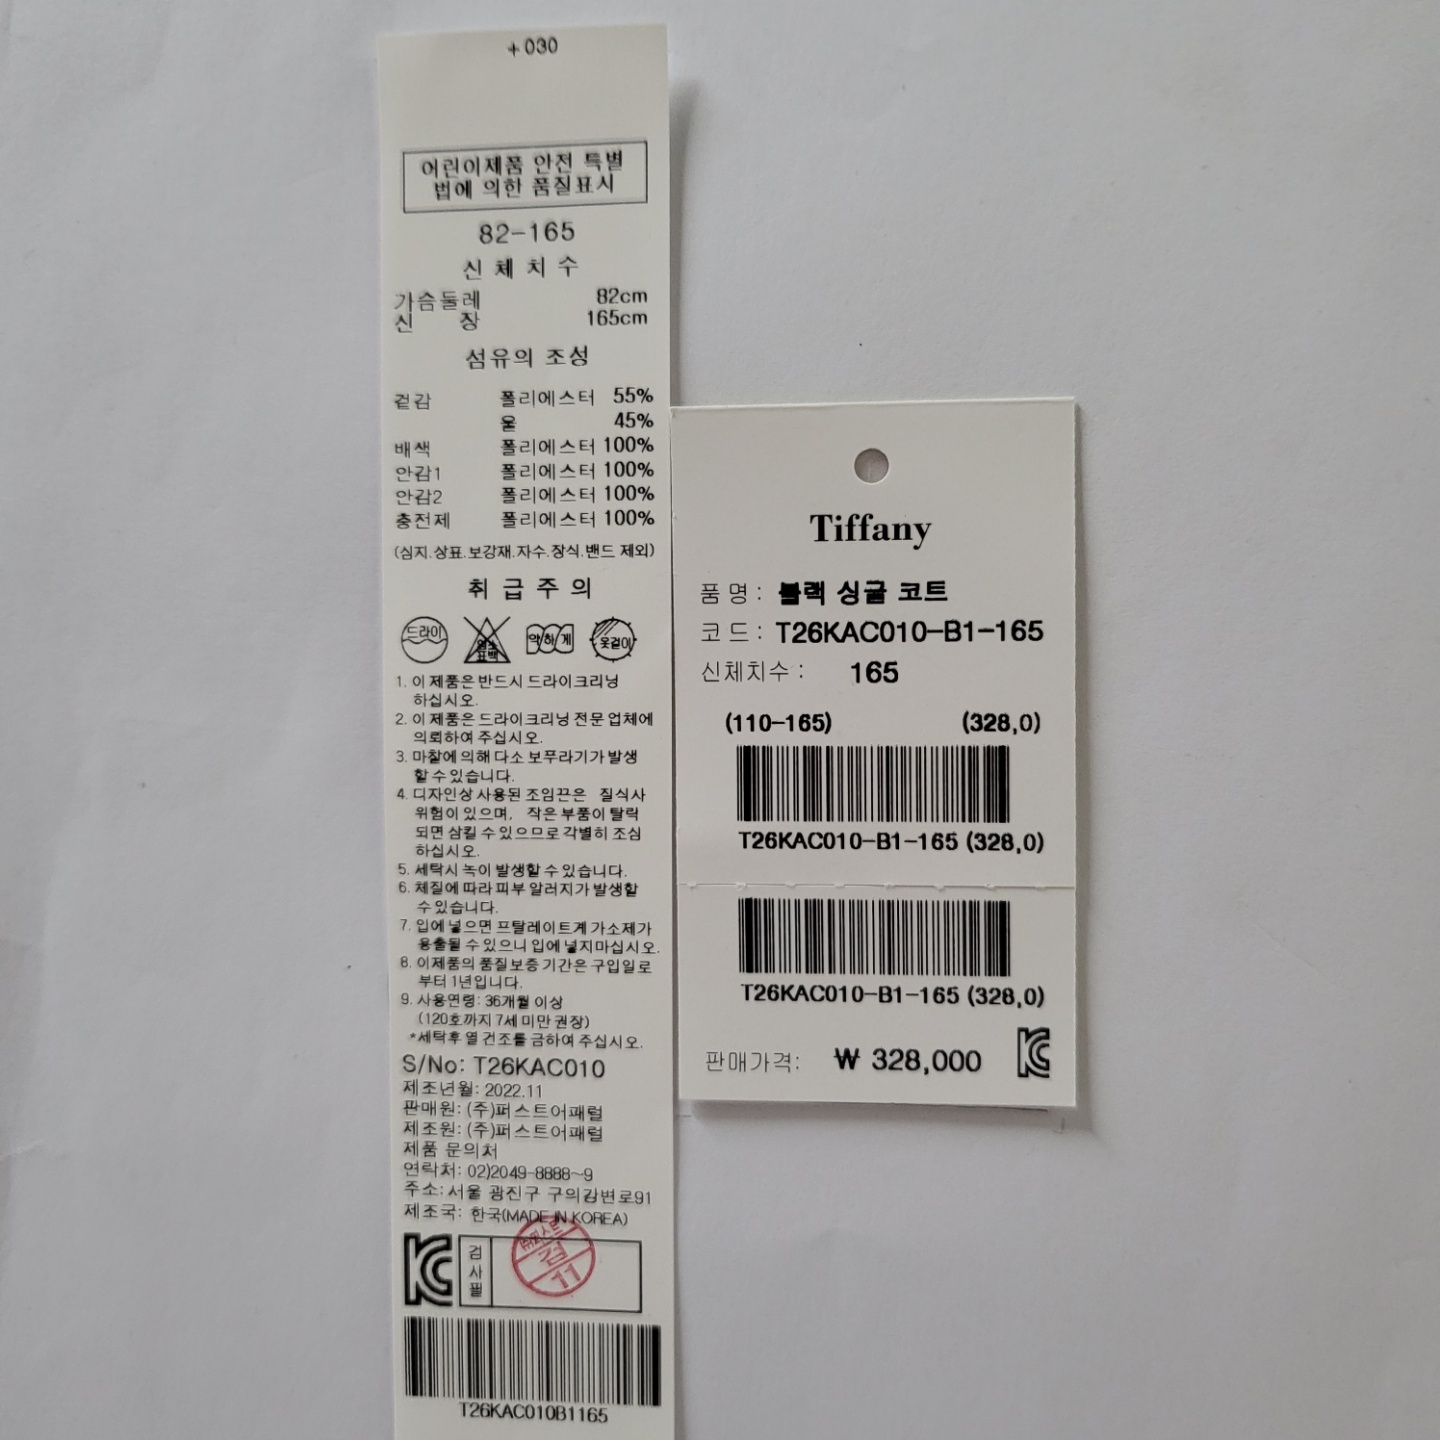 +030
어린이제품 안전 특별
법에 의한 품질표시
82-165
신 체 치 수
가슴둘레 82cm
신 장 165cm
섬유의 조성
겉감 폴리에스터 55%
울 45%
배색 폴리에스터 100%
안감1 폴리에스터 100%
안감2 폴리에스터 100%
충전제 폴리에스터 100%
(심지.상표.보강재.자수.장식.밴드 제외)
취 급 주 의
드라이 염소 표백 약하게 옷걸이
1. 이 제품은 반드시 드라이크리닝
하십시오.
2. 이 제품은 드라이크리닝 전문 업체에
의뢰하여 주십시오.
3. 마찰에 의해 다소 보푸라기가 발생
할 수 있습니다.
4. 디자인상 사용된 조임끈은 질식사
위험이 있으며, 작은 부품이 탈락
되면 삼킬 수 있으므로 각별히 조심
하십시오.
5. 세탁시 녹이 발생할 수 있습니다.
6. 체질에 따라 피부 알러지가 발생할
수 있습니다.
7. 입에 넣으면 프탈레이트계 가소제가
용출될 수 있으니 입에 넣지마십시오.
8. 이제품의 품질보증 기간은 구입일로
부터 1년입니다.
9. 사용연령: 36개월 이상
(120호까지 7세 미만 권장)
*세탁후 열 건조를 금하여 주십시오.
S/No: T26KAC010
제조년월: 2022.11
판매원: (주)퍼스트어패럴
제조원: (주)퍼스트어패럴
제품 문의처
연락처: 02)2049-8888~9
주소: 서울 광진구 구의강변로91
제조국: 한국(MADE IN KOREA)
검사필
검
11
T26KAC010B1165
Tiffany
품 명 : 블랙 싱글 코트
코 드 : T26KAC010-B1-165
신체치수 : 165
(110-165) (328,0)
T26KAC010-B1-165 (328,0)
T26KAC010-B1-165 (328,0)
판매가격: ₩ 328,000